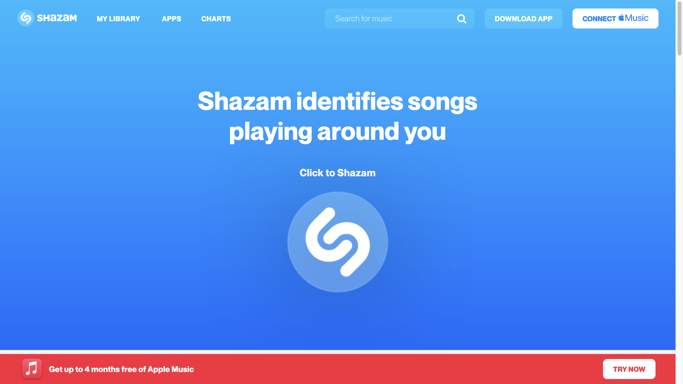 SHAZAM
MY LIBRARY
APPS
CHARTS
Search for music
DOWNLOAD APP
CONNECT Music
Shazam identifies songs
playing around you
Click to Shazam
Get up to 4 months free of Apple Music
TRY NOW